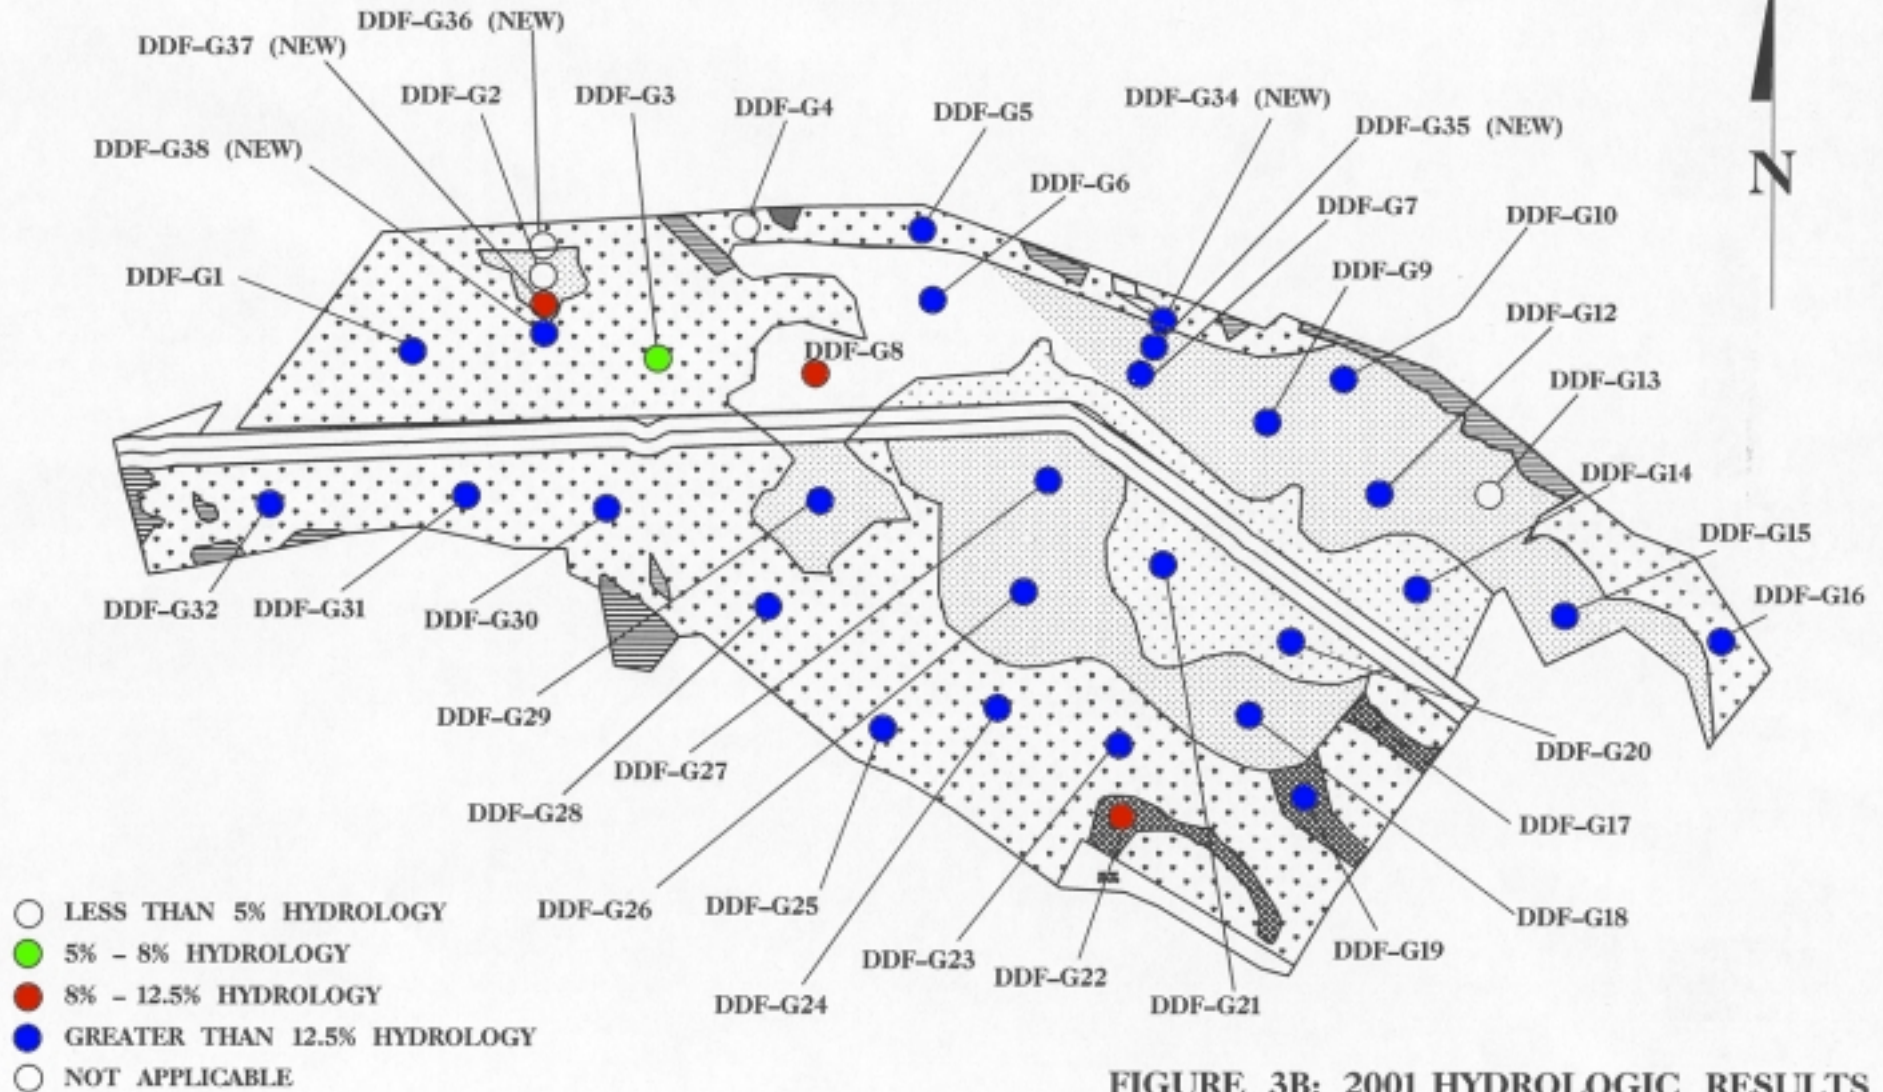 DDF-G36 (NEW)
DDF-G37 (NEW)
DDF-G2
DDF-G3
DDF-G4
DDF-G5
DDF-G34 (NEW)
DDF-G35 (NEW)
DDF-G38 (NEW)
DDF-G6
DDF-G7
DDF-G10
N
DDF-G1
DDF-G9
DDF-G12
DDF-G8
DDF-G13
DDF-G14
DDF-G15
DDF-G16
DDF-G32
DDF-G31
DDF-G30
DDF-G29
DDF-G20
DDF-G27
DDF-G28
DDF-G17
DDF-G26
DDF-G25
DDF-G18
DDF-G23
DDF-G19
DDF-G22
DDF-G24
DDF-G21
LESS THAN 5% HYDROLOGY
5% - 8% HYDROLOGY
8% - 12.5% HYDROLOGY
GREATER THAN 12.5% HYDROLOGY
NOT APPLICABLE
FIGURE 3B: 2001 HYDROLOGIC RESULTS